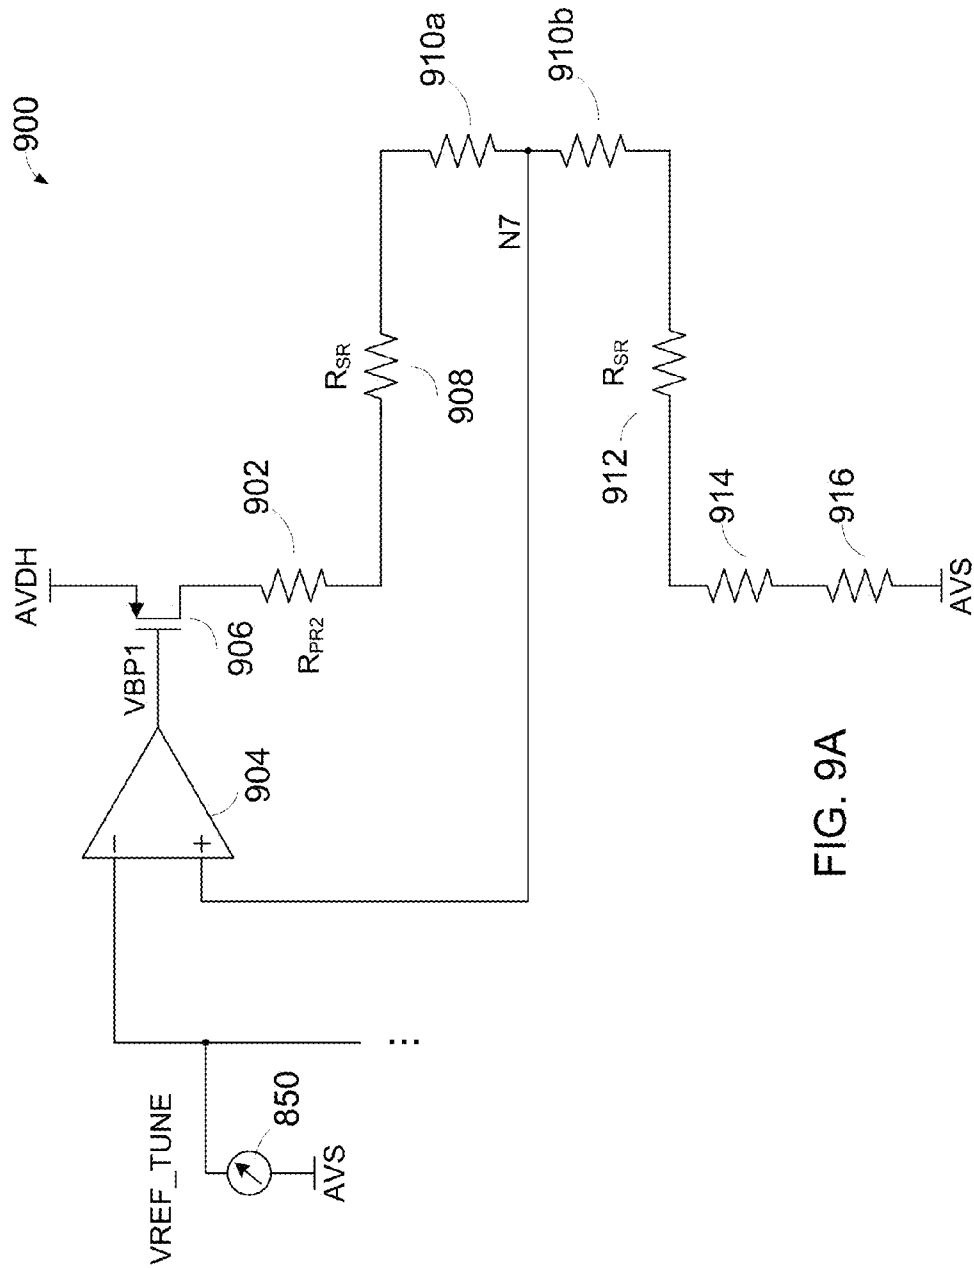 900
AVDH
VBP1
906
904
902
R_PR2
R_SR
908
910a
910b
N7
R_SR
912
914
916
AVS
VREF_TUNE
850
AVS
−
+
...
FIG. 9A